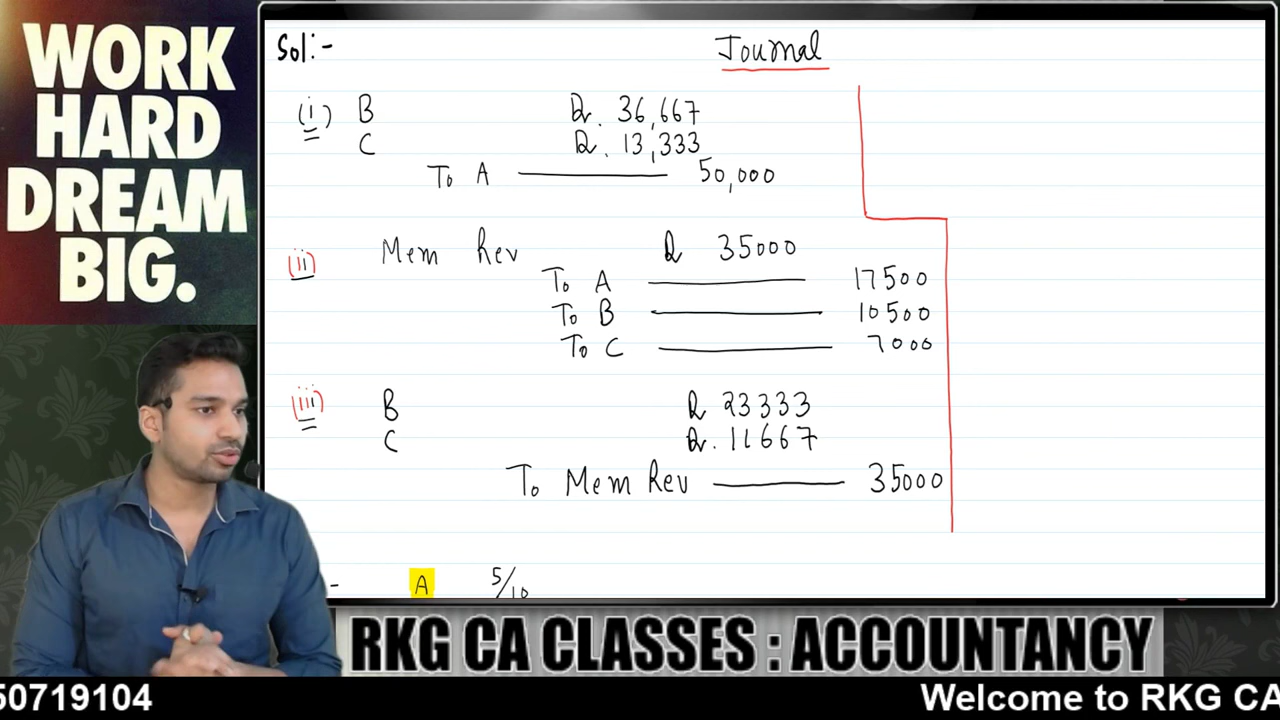 WORK
HARD
DREAM
BIG.
Sol:-
Journal
(i) B Dr. 36,667
C Dr. 13,333
To A 50,000
(ii) Mem Rev Dr 35000
To A 17500
To B 10500
To C 7000
(iii) B Dr 23333
C Dr. 11667
To Mem Rev 35000
- A 5/10
RKG CA CLASSES : ACCOUNTANCY
50719104 Welcome to RKG CA